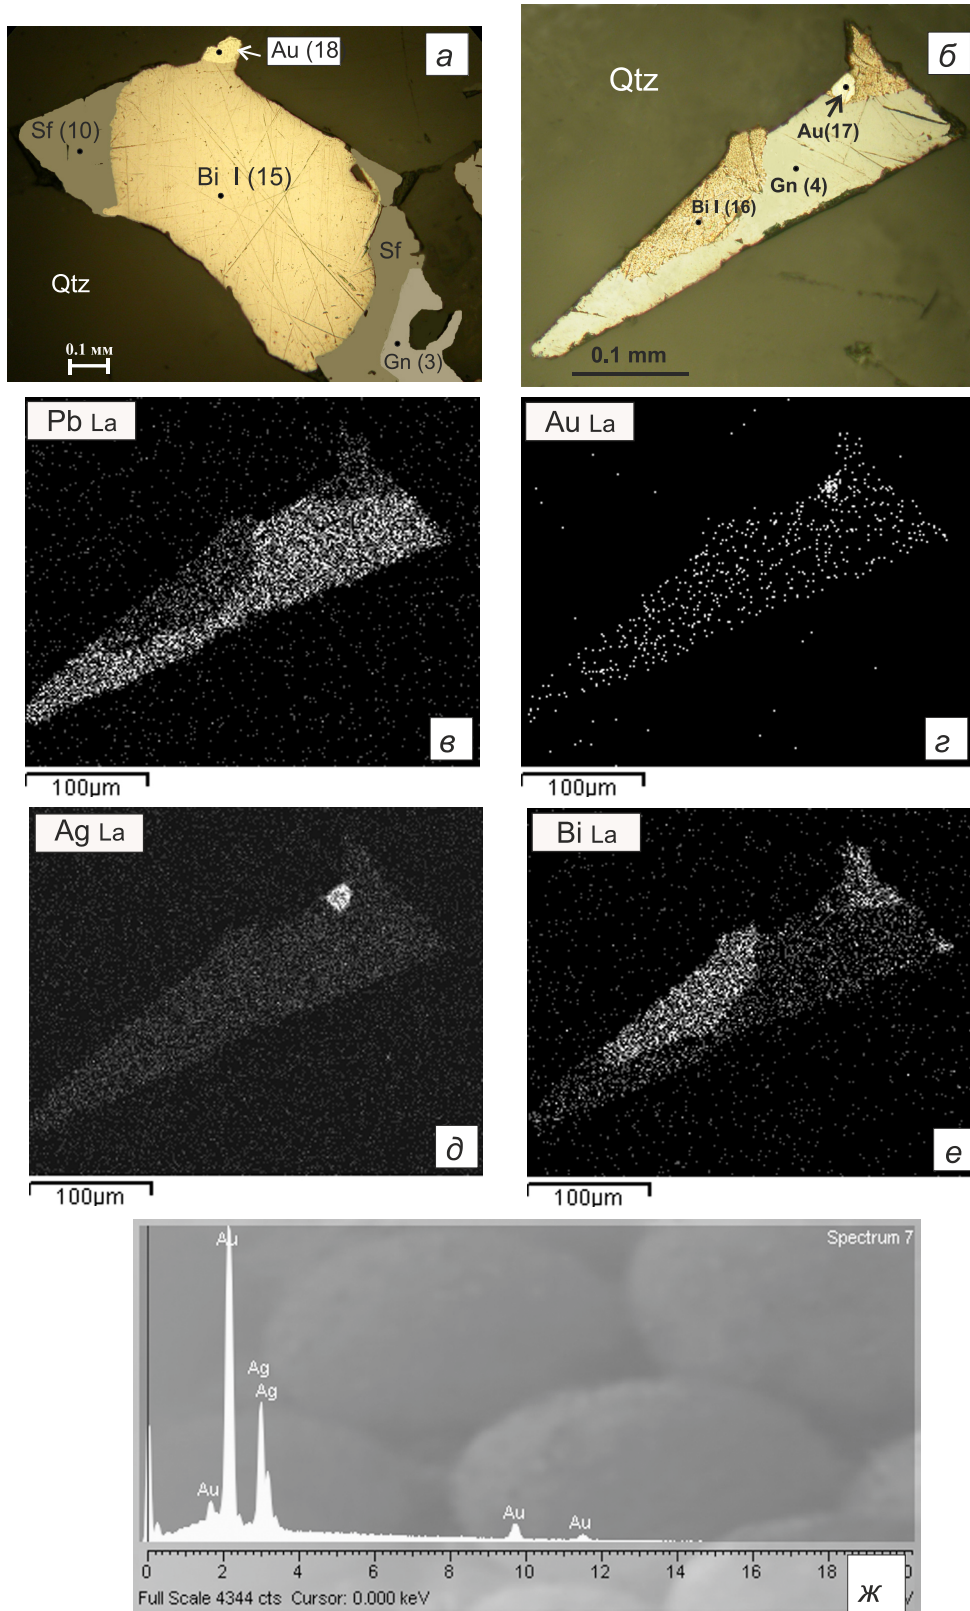 а
Au (18
Sf (10)
Bi I (15)
Sf
Qtz
Gn (3)
0.1 мм
б
Qtz
Au(17)
Gn (4)
Bi I (16)
0.1 mm
Pb La
в
100µm
Au La
г
100µm
Ag La
д
100µm
Bi La
е
100µm
Spectrum 7
Au
Ag
Ag
Au
Au
Au
0 2 4 6 8 10 12 14 16 18 20
Full Scale 4344 cts Cursor: 0.000 keV
ж